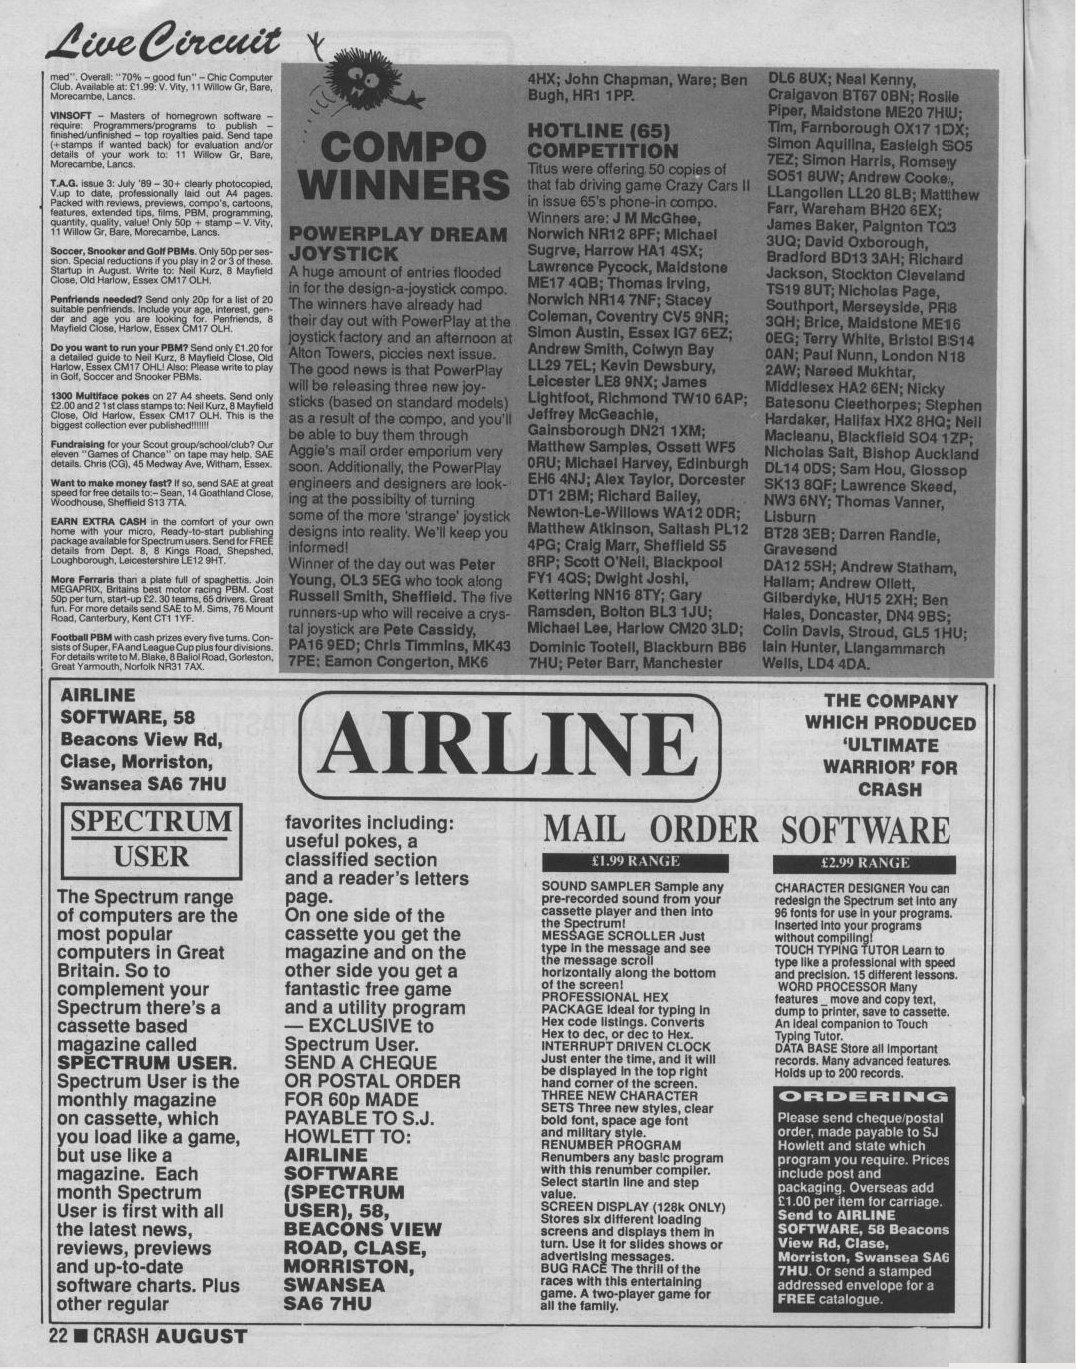 Live Circuit
med". Overall: "70% – good fun" – Chic Computer
Club. Available at: £1.99: V. Vity, 11 Willow Gr, Bare,
Morecambe, Lancs.
VINSOFT – Masters of homegrown software –
require: Programmers/programs to publish –
finished/unfinished – top royalties paid. Send tape
(+stamps if wanted back) for evaluation and/or
details of your work to: 11 Willow Gr, Bare,
Morecambe, Lancs.
T.A.G. issue 3: July '89 – 30+ clearly photocopied,
V.up to date, professionally laid out A4 pages.
Packed with reviews, previews, compo's, cartoons,
features, extended tips, films, PBM, programming,
quantity, quality, value! Only 50p + stamp – V. Vity,
11 Willow Gr, Bare, Morecambe, Lancs.
Soccer, Snooker and Golf PBMs. Only 50p per ses-
sion. Special reductions if you play in 2 or 3 of these.
Startup in August. Write to: Neil Kurz, 8 Mayfield
Close, Old Harlow, Essex CM17 OLH.
Penfriends needed? Send only 20p for a list of 20
suitable penfriends. Include your age, interest, gen-
der and age you are looking for. Penfriends, 8
Mayfield Close, Harlow, Essex CM17 OLH.
Do you want to run your PBM? Send only £1.20 for
a detailed guide to Neil Kurz, 8 Mayfield Close, Old
Harlow, Essex CM17 OHL! Also: Please write to play
in Golf, Soccer and Snooker PBMs.
1300 Multiface pokes on 27 A4 sheets. Send only
£2.00 and 2 1st class stamps to: Neil Kurz, 8 Mayfield
Close, Old Harlow, Essex CM17 OLH. This is the
biggest collection ever published!!!!!!!
Fundraising for your Scout group/school/club? Our
eleven "Games of Chance" on tape may help. SAE
details. Chris (CG), 45 Medway Ave, Witham, Essex.
Want to make money fast? If so, send SAE at great
speed for free details to:– Sean, 14 Goathland Close,
Woodhouse, Sheffield S13 7TA.
EARN EXTRA CASH in the comfort of your own
home with your micro, Ready-to-start publishing
package available for Spectrum users. Send for FREE
details from Dept. 8, 8 Kings Road, Shepshed,
Loughborough, Leicestershire LE12 9HT.
More Ferraris than a plate full of spaghettis. Join
MEGAPRIX, Britains best motor racing PBM. Cost
50p per turn, start-up £2. 30 teams, 65 drivers. Great
fun. For more details send SAE to M. Sims, 76 Mount
Road, Canterbury, Kent CT1 1YF.
Football PBM with cash prizes every five turns. Con-
sists of Super, FA and League Cup plus four divisions.
For details write to M. Blake, 8 Baliol Road, Gorleston,
Great Yarmouth, Norfolk NR31 7AX.
COMPO
WINNERS
POWERPLAY DREAM
JOYSTICK
A huge amount of entries flooded
in for the design-a-joystick compo.
The winners have already had
their day out with PowerPlay at the
joystick factory and an afternoon at
Alton Towers, piccies next issue.
The good news is that PowerPlay
will be releasing three new joy-
sticks (based on standard models)
as a result of the compo, and you'll
be able to buy them through
Aggie's mail order emporium very
soon. Additionally, the PowerPlay
engineers and designers are look-
ing at the possibilty of turning
some of the more 'strange' joystick
designs into reality. We'll keep you
informed!
Winner of the day out was Peter
Young, OL3 5EG who took along
Russell Smith, Sheffield. The five
runners-up who will receive a crys-
tal joystick are Pete Cassidy,
PA16 9ED; Chris Timmins, MK43
7PE; Eamon Congerton, MK6
4HX; John Chapman, Ware; Ben
Bugh, HR1 1PP.
HOTLINE (65)
COMPETITION
Titus were offering 50 copies of
that fab driving game Crazy Cars II
in issue 65's phone-in compo.
Winners are: J M McGhee,
Norwich NR12 8PF; Michael
Sugrve, Harrow HA1 4SX;
Lawrence Pycock, Maidstone
ME17 4QB; Thomas Irving,
Norwich NR14 7NF; Stacey
Coleman, Coventry CV5 9NR;
Simon Austin, Essex IG7 6EZ;
Andrew Smith, Colwyn Bay
LL29 7EL; Kevin Dewsbury,
Leicester LE8 9NX; James
Lightfoot, Richmond TW10 6AP;
Jeffrey McGeachie,
Gainsborough DN21 1XM;
Matthew Samples, Ossett WF5
0RU; Michael Harvey, Edinburgh
EH6 4NJ; Alex Taylor, Dorcester
DT1 2BM; Richard Bailey,
Newton-Le-Willows WA12 0DR;
Matthew Atkinson, Saltash PL12
4PG; Craig Marr, Sheffield S5
8RP; Scott O'Neil, Blackpool
FY1 4QS; Dwight Joshi,
Kettering NN16 8TY; Gary
Ramsden, Bolton BL3 1JU;
Michael Lee, Harlow CM20 3LD;
Dominic Tootell, Blackburn BB6
7HU; Peter Barr, Manchester
DL6 8UX; Neal Kenny,
Craigavon BT67 0BN; Roslie
Piper, Maidstone ME20 7HU;
Tim, Farnborough OX17 1DX;
Simon Aquilina, Easleigh SO5
7EZ; Simon Harris, Romsey
SO51 8UW; Andrew Cooke,
LLangollen LL20 8LB; Matthew
Farr, Wareham BH20 6EX;
James Baker, Paignton TQ3
3UQ; David Oxborough,
Bradford BD13 3AH; Richard
Jackson, Stockton Cleveland
TS19 8UT; Nicholas Page,
Southport, Merseyside, PR8
3QH; Brice, Maidstone ME16
0EG; Terry White, Bristol BS14
0AN; Paul Nunn, London N18
2AW; Nareed Mukhtar,
Middlesex HA2 6EN; Nicky
Batesonu Cleethorpes; Stephen
Hardaker, Halifax HX2 8HQ; Neil
Macleanu, Blackfield SO4 1ZP;
Nicholas Salt, Bishop Auckland
DL14 0DS; Sam Hou, Glossop
SK13 8QF; Lawrence Skeed,
NW3 6NY; Thomas Vanner,
Lisburn
BT28 3EB; Darren Randle,
Gravesend
DA12 5SH; Andrew Statham,
Hallam; Andrew Ollett,
Gilberdyke, HU15 2XH; Ben
Hales, Doncaster, DN4 9BS;
Colin Davis, Stroud, GL5 1HU;
Iain Hunter, Llangammarch
Wells, LD4 4DA.
AIRLINE
SOFTWARE, 58
Beacons View Rd,
Clase, Morriston,
Swansea SA6 7HU
AIRLINE
THE COMPANY
WHICH PRODUCED
'ULTIMATE
WARRIOR' FOR
CRASH
SPECTRUM
USER
The Spectrum range
of computers are the
most popular
computers in Great
Britain. So to
complement your
Spectrum there's a
cassette based
magazine called
SPECTRUM USER.
Spectrum User is the
monthly magazine
on cassette, which
you load like a game,
but use like a
magazine. Each
month Spectrum
User is first with all
the latest news,
reviews, previews
and up-to-date
software charts. Plus
other regular
favorites including:
useful pokes, a
classified section
and a reader's letters
page.
On one side of the
cassette you get the
magazine and on the
other side you get a
fantastic free game
and a utility program
— EXCLUSIVE to
Spectrum User.
SEND A CHEQUE
OR POSTAL ORDER
FOR 60p MADE
PAYABLE TO S.J.
HOWLETT TO:
AIRLINE
SOFTWARE
(SPECTRUM
USER), 58,
BEACONS VIEW
ROAD, CLASE,
MORRISTON,
SWANSEA
SA6 7HU
MAIL ORDER SOFTWARE
£1.99 RANGE
SOUND SAMPLER Sample any
pre-recorded sound from your
cassette player and then into
the Spectrum!
MESSAGE SCROLLER Just
type in the message and see
the message scroll
horizontally along the bottom
of the screen!
PROFESSIONAL HEX
PACKAGE Ideal for typing in
Hex code listings. Converts
Hex to dec, or dec to Hex.
INTERRUPT DRIVEN CLOCK
Just enter the time, and it will
be displayed in the top right
hand corner of the screen.
THREE NEW CHARACTER
SETS Three new styles, clear
bold font, space age font
and military style.
RENUMBER PROGRAM
Renumbers any basic program
with this renumber compiler.
Select startin line and step
value.
SCREEN DISPLAY (128k ONLY)
Stores six different loading
screens and displays them in
turn. Use it for slides shows or
advertising messages.
BUG RACE The thrill of the
races with this entertaining
game. A two-player game for
all the family.
£2.99 RANGE
CHARACTER DESIGNER You can
redesign the Spectrum set into any
96 fonts for use in your programs.
Inserted into your programs
without compiling!
TOUCH TYPING TUTOR Learn to
type like a professional with speed
and precision. 15 different lessons.
WORD PROCESSOR Many
features _ move and copy text,
dump to printer, save to cassette.
An ideal companion to Touch
Typing Tutor.
DATA BASE Store all important
records. Many advanced features.
Holds up to 200 records.
ORDERING
Please send cheque/postal
order, made payable to SJ
Howlett and state which
program you require. Prices
include post and
packaging. Overseas add
£1.00 per item for carriage.
Send to AIRLINE
SOFTWARE, 58 Beacons
View Rd, Clase,
Morriston, Swansea SA6
7HU. Or send a stamped
addressed envelope for a
FREE catalogue.
22 ■ CRASH AUGUST